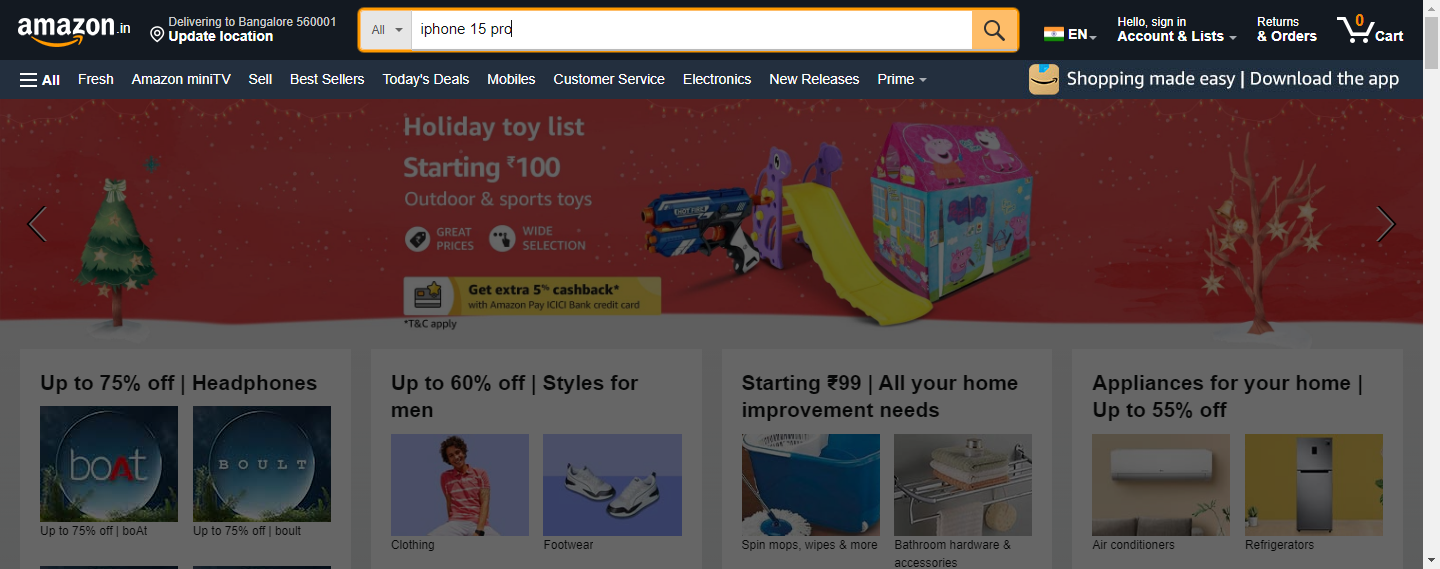 amazon.in
Delivering to Bangalore 560001
Update location
All
iphone 15 pro
EN
Hello, sign in
Account & Lists
Returns
& Orders
0
Cart
All
Fresh
Amazon miniTV
Sell
Best Sellers
Today's Deals
Mobiles
Customer Service
Electronics
New Releases
Prime
Shopping made easy | Download the app
Holiday toy list
Starting ₹100
Outdoor & sports toys
GREAT
PRICES
WIDE
SELECTION
Get extra 5% cashback*
with Amazon Pay ICICI Bank credit card
*T&C apply
HOT FIRE
Up to 75% off | Headphones
boAt
BOULT
Up to 75% off | boAt
Up to 75% off | boult
Up to 60% off | Styles for
men
Clothing
Footwear
Starting ₹99 | All your home
improvement needs
Spin mops, wipes & more
Bathroom hardware &
accessories
Appliances for your home |
Up to 55% off
Air conditioners
Refrigerators